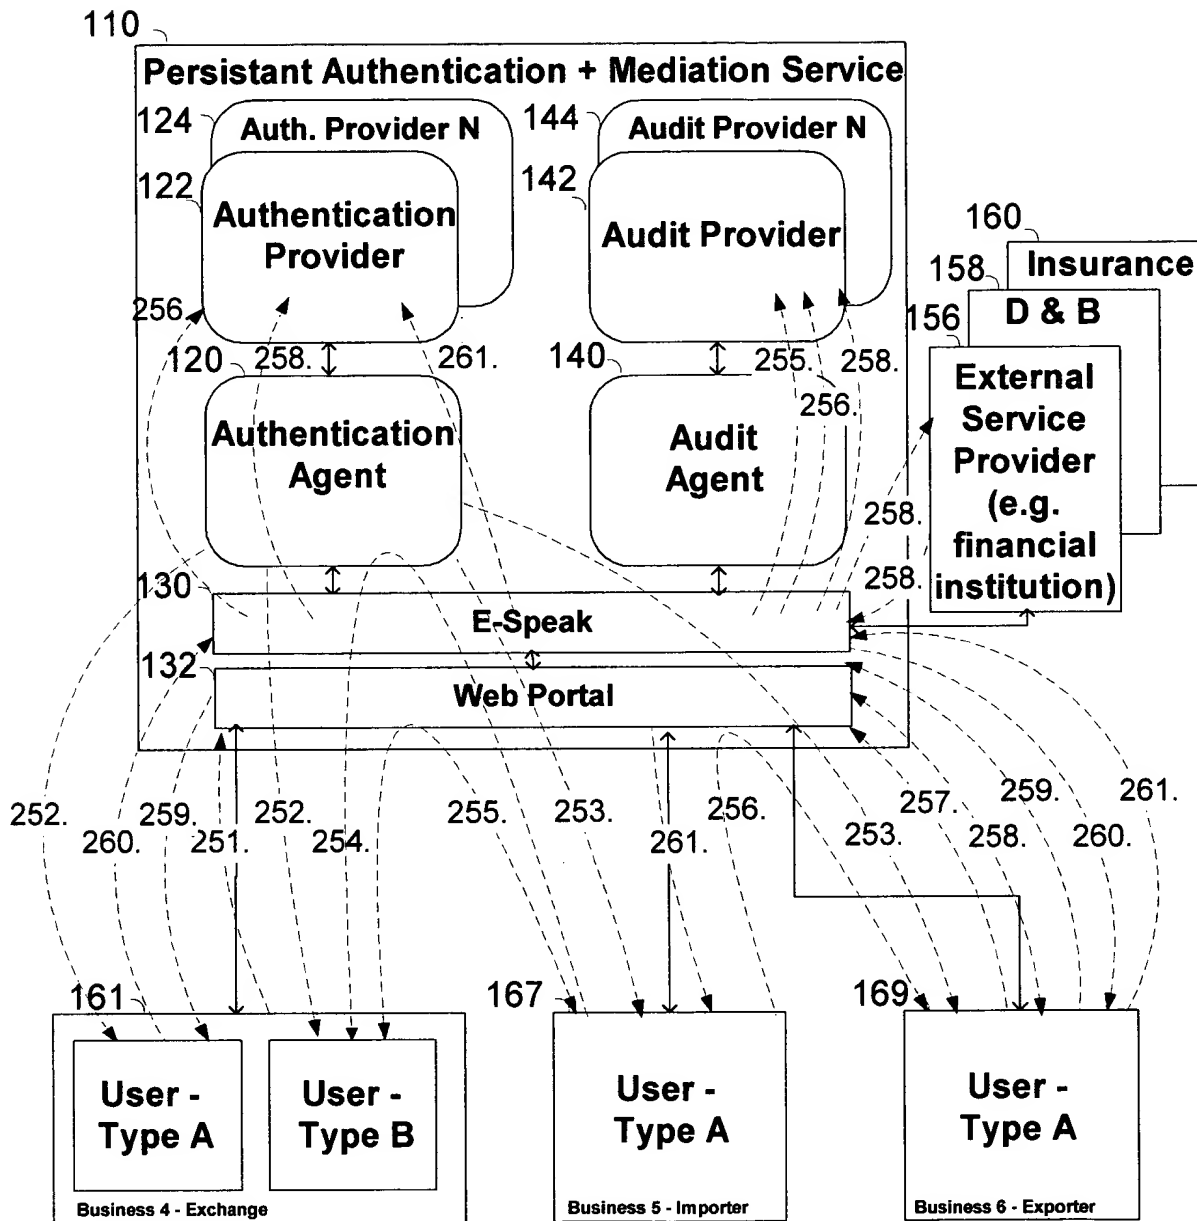 110
Persistant Authentication + Mediation Service
124
Auth. Provider N
144
Audit Provider N
122
Authentication
Provider
142
Audit Provider
160
Insurance
158
D & B
156
External
Service
Provider
(e.g.
financial
institution)
256
120
258.
261.
140
255.
258.
256.
Authentication
Agent
Audit
Agent
258.
258.
130
E-Speak
132
Web Portal
252.
260.
259.
251.
252.
254.
255.
253.
261.
256.
253.
257.
258.
259.
260.
261.
161
167
169
User -
Type A
User -
Type B
User -
Type A
User -
Type A
Business 4 - Exchange
Business 5 - Importer
Business 6 - Exporter